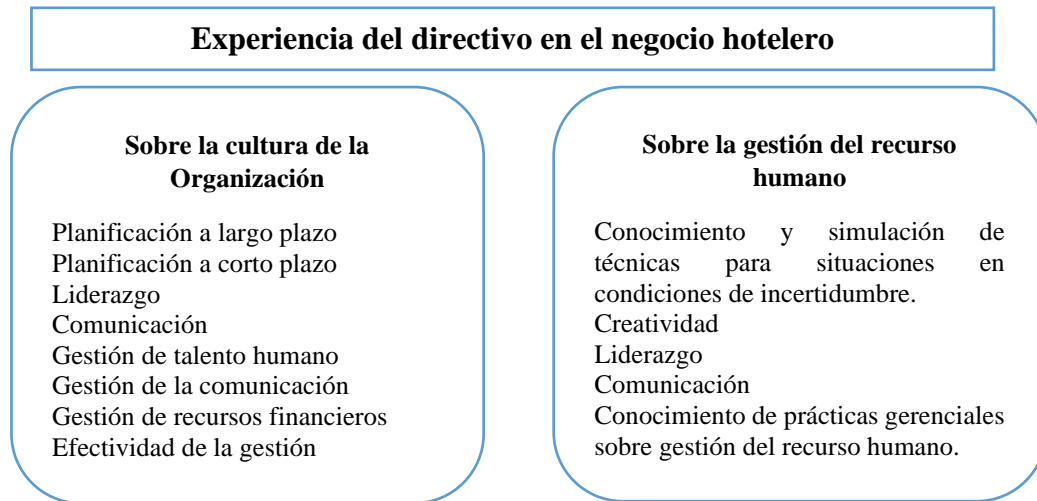 Experiencia del directivo en el negocio hotelero
Sobre la cultura de la
Organización
Planificación a largo plazo
Planificación a corto plazo
Liderazgo
Comunicación
Gestión de talento humano
Gestión de la comunicación
Gestión de recursos financieros
Efectividad de la gestión
Sobre la gestión del recurso
humano
Conocimiento y simulación de
técnicas para situaciones en
condiciones de incertidumbre.
Creatividad
Liderazgo
Comunicación
Conocimiento de prácticas gerenciales
sobre gestión del recurso humano.